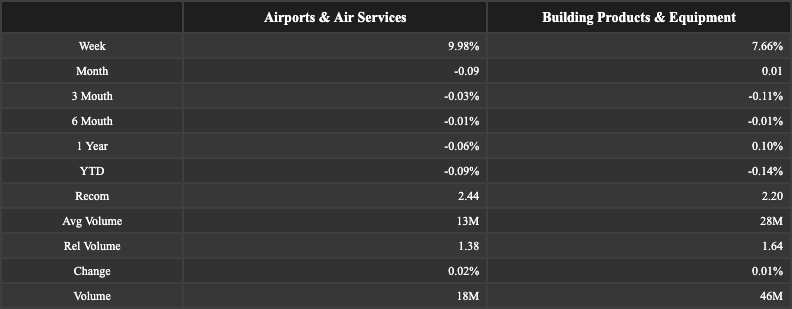 Airports & Air Services Building Products & Equipment
Week 9.98% 7.66%
Month -0.09 0.01
3 Mouth -0.03% -0.11%
6 Mouth -0.01% -0.01%
1 Year -0.06% 0.10%
YTD -0.09% -0.14%
Recom 2.44 2.20
Avg Volume 13M 28M
Rel Volume 1.38 1.64
Change 0.02% 0.01%
Volume 18M 46M